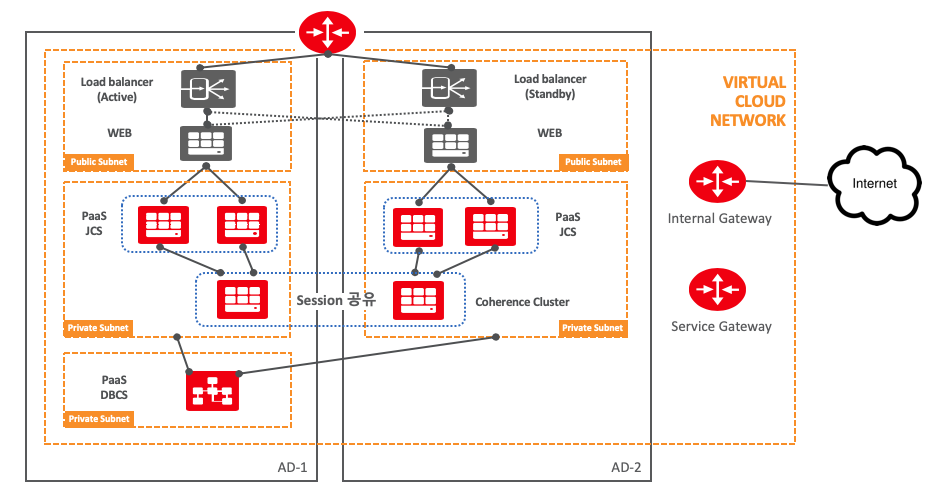 Load balancer
(Active)
WEB
Public Subnet
Load balancer
(Standby)
WEB
Public Subnet
VIRTUAL
CLOUD
NETWORK
PaaS
JCS
PaaS
JCS
Internal Gateway
Internet
Session 공유
Coherence Cluster
Private Subnet
Private Subnet
Service Gateway
PaaS
DBCS
Private Subnet
AD-1
AD-2